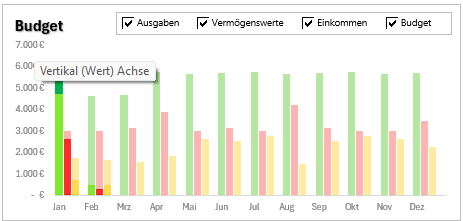 Budget
Ausgaben Vermögenswerte Einkommen Budget
7.000 €
6.000 €
Vertikal (Wert) Achse
5.000 €
4.000 €
3.000 €
2.000 €
1.000 €
- €
Jan Feb Mrz Apr Mai Jun Jul Aug Sep Okt Nov Dez